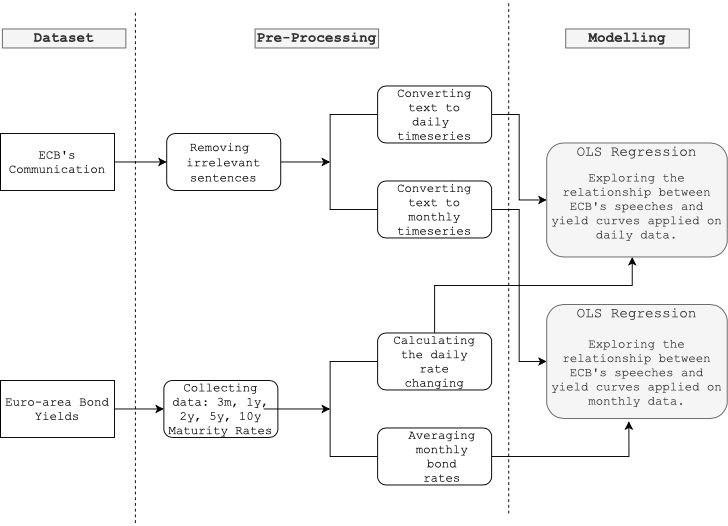 Dataset
Pre-Processing
Modelling
ECB's
Communication
Removing
irrelevant
sentences
Converting
text to
daily
timeseries
Converting
text to
monthly
timeseries
OLS Regression
Exploring the
relationship between
ECB's speeches and
yield curves applied on
daily data.
Euro-area Bond
Yields
Collecting
data: 3m, 1y,
2y, 5y, 10y
Maturity Rates
Calculating
the daily
rate
changing
Averaging
monthly
bond
rates
OLS Regression
Exploring the
relationship between
ECB's speeches and
yield curves applied on
monthly data.